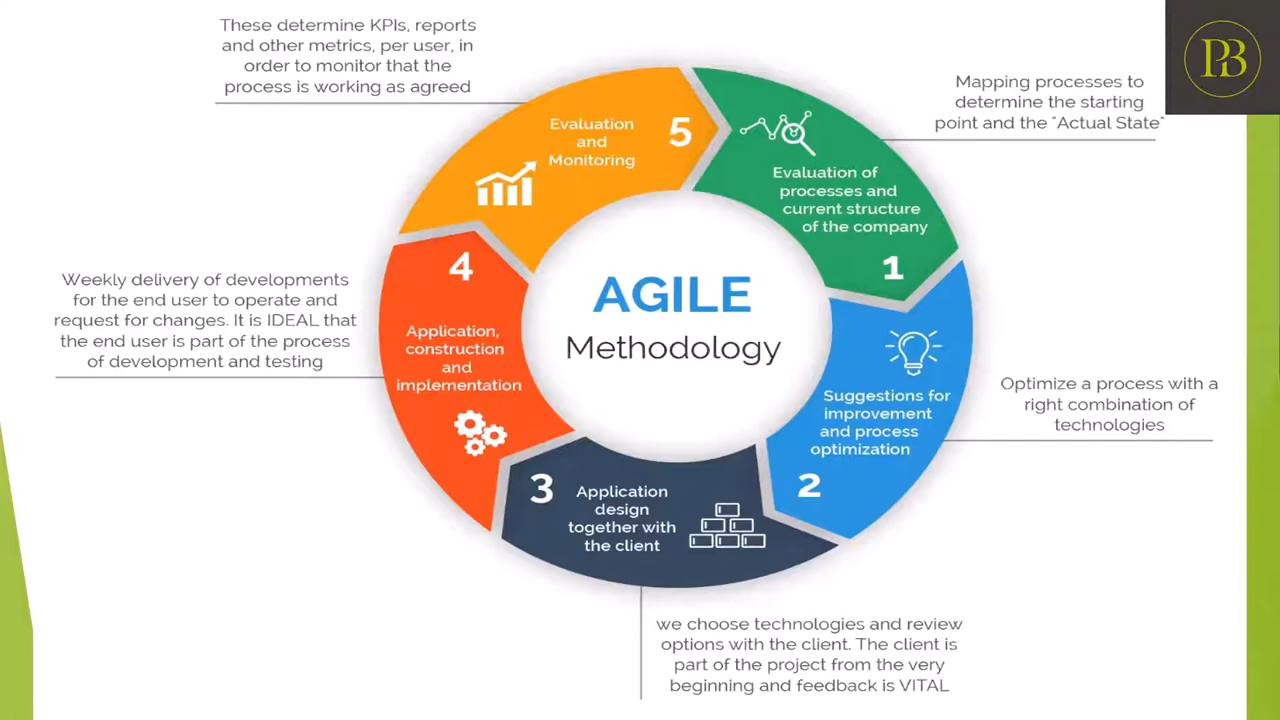 PB
These determine KPIs, reports
and other metrics, per user, in
order to monitor that the
process is working as agreed
Mapping processes to
determine the starting
point and the "Actual State"
Evaluation
and
Monitoring
5
Evaluation of
processes and
current structure
of the company
1
4
Application,
construction
and
implementation
Weekly delivery of developments
for the end user to operate and
request for changes. It is IDEAL that
the end user is part of the process
of development and testing
AGILE
Methodology
Suggestions for
improvement
and process
optimization
2
Optimize a process with a
right combination of
technologies
3
Application
design
together with
the client
we choose technologies and review
options with the client. The client is
part of the project from the very
beginning and feedback is VITAL